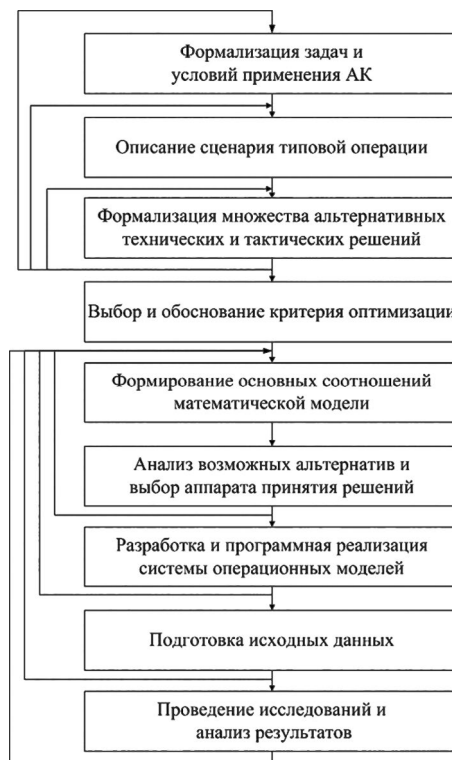 Формализация задач и
условий применения АК
Описание сценария типовой операции
Формализация множества альтернативных
технических и тактических решений
Выбор и обоснование критерия оптимизации
Формирование основных соотношений
математической модели
Анализ возможных альтернатив и
выбор аппарата принятия решений
Разработка и программная реализация
системы операционных моделей
Подготовка исходных данных
Проведение исследований и
анализ результатов